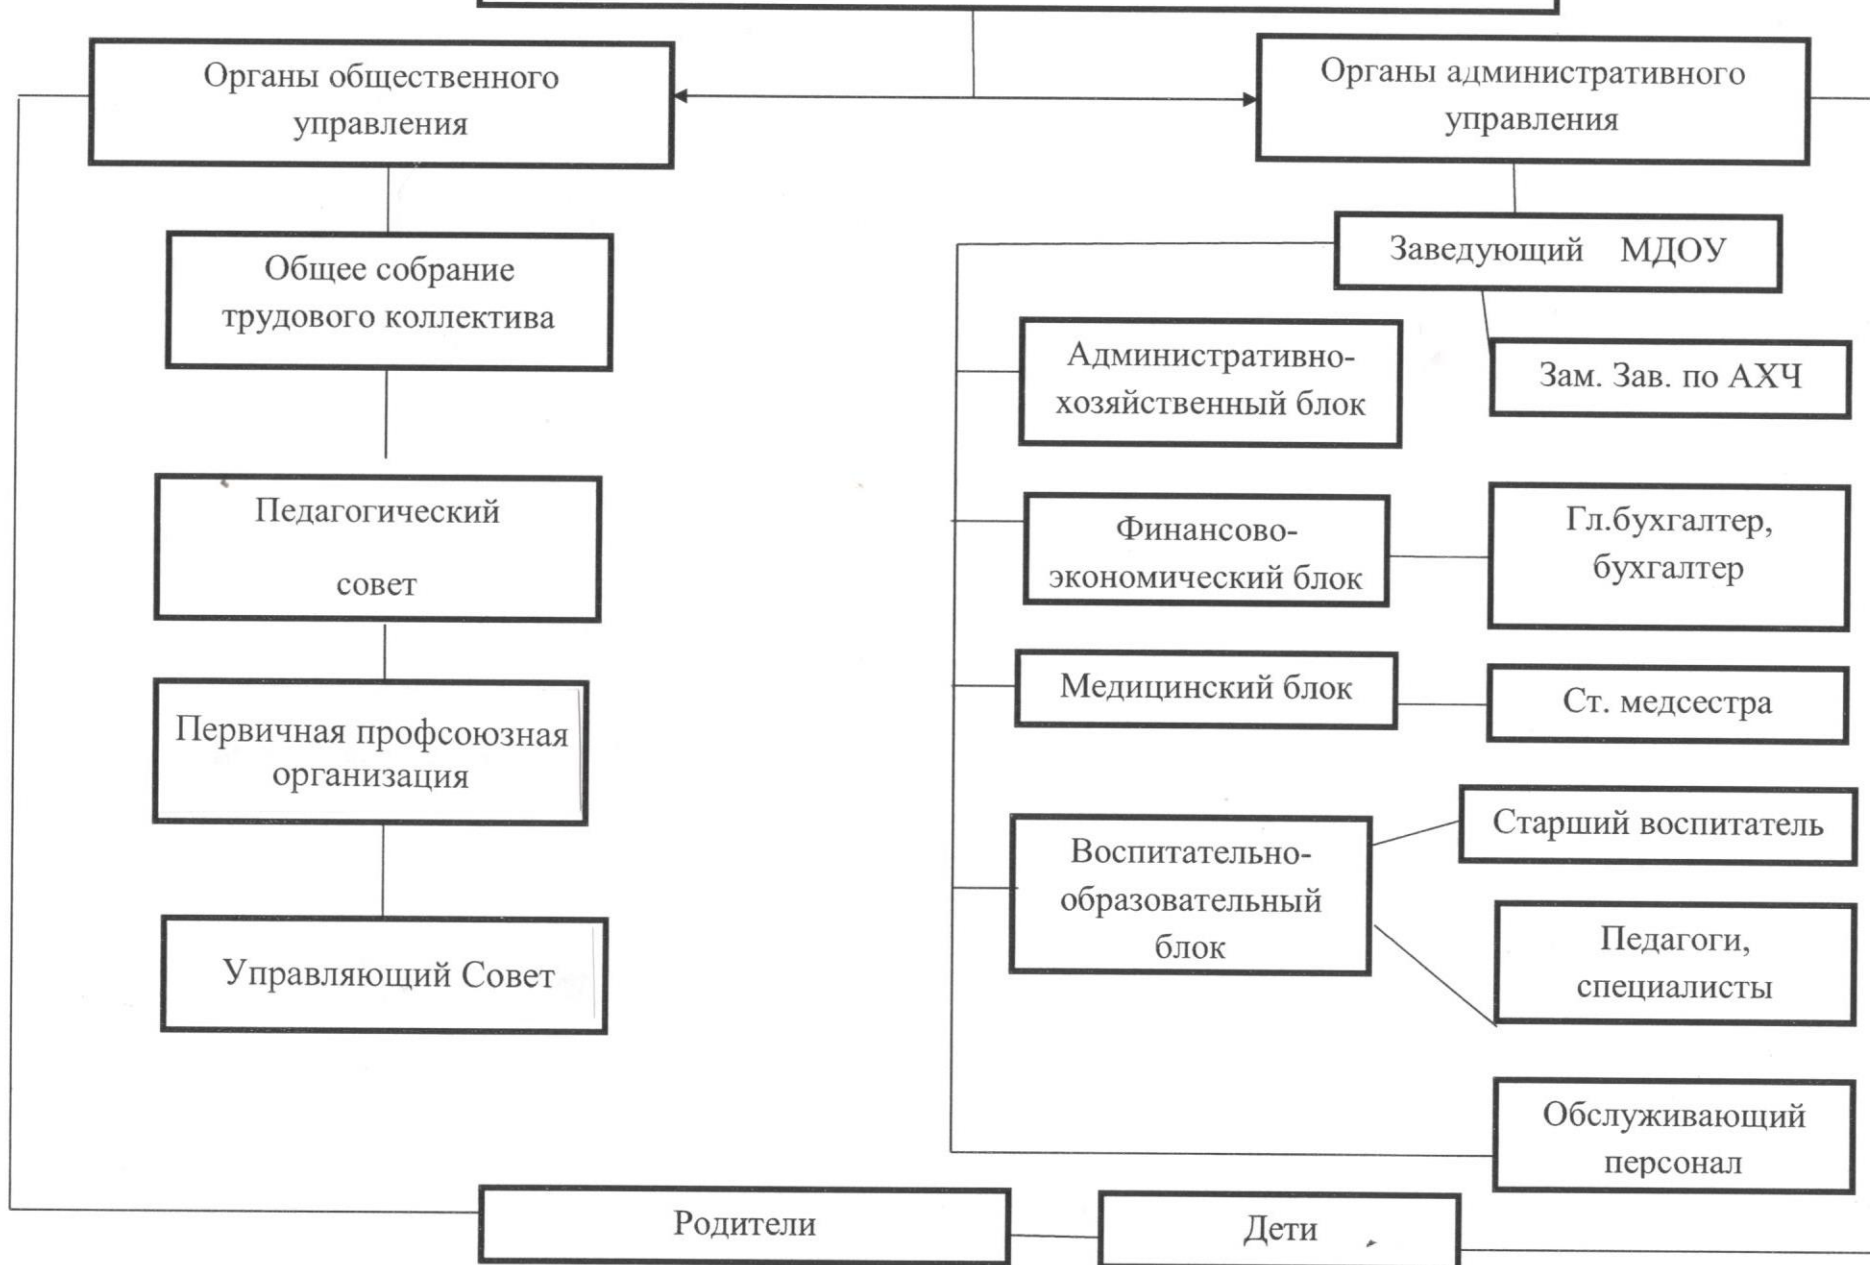 Органы общественного
управления
Органы административного
управления
Общее собрание
трудового коллектива
Педагогический
совет
Первичная профсоюзная
организация
Управляющий Совет
Заведующий МДОУ
Административно-
хозяйственный блок
Зам. Зав. по АХЧ
Финансово-
экономический блок
Гл.бухгалтер,
бухгалтер
Медицинский блок
Ст. медсестра
Воспитательно-
образовательный
блок
Старший воспитатель
Педагоги,
специалисты
Обслуживающий
персонал
Родители
Дети